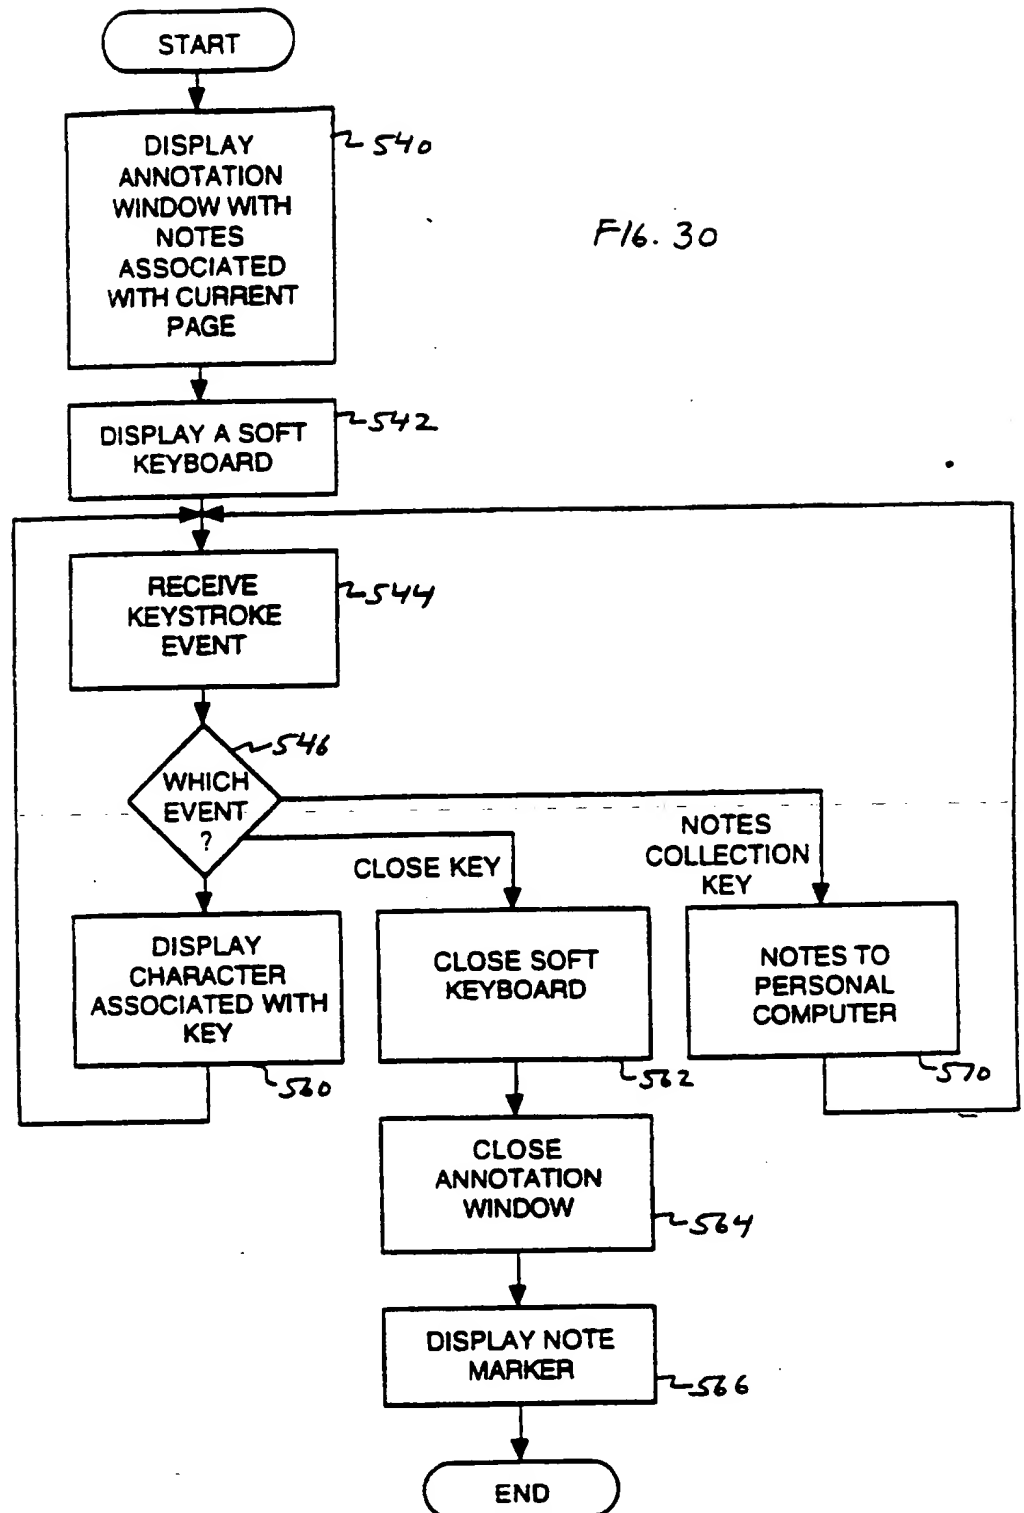 START
DISPLAY
ANNOTATION
WINDOW WITH
NOTES
ASSOCIATED
WITH CURRENT
PAGE
540
FIG. 30
DISPLAY A SOFT
KEYBOARD
542
RECEIVE
KEYSTROKE
EVENT
544
WHICH
EVENT
?
546
CLOSE KEY
NOTES
COLLECTION
KEY
DISPLAY
CHARACTER
ASSOCIATED WITH
KEY
560
CLOSE SOFT
KEYBOARD
562
NOTES TO
PERSONAL
COMPUTER
570
CLOSE
ANNOTATION
WINDOW
564
DISPLAY NOTE
MARKER
566
END